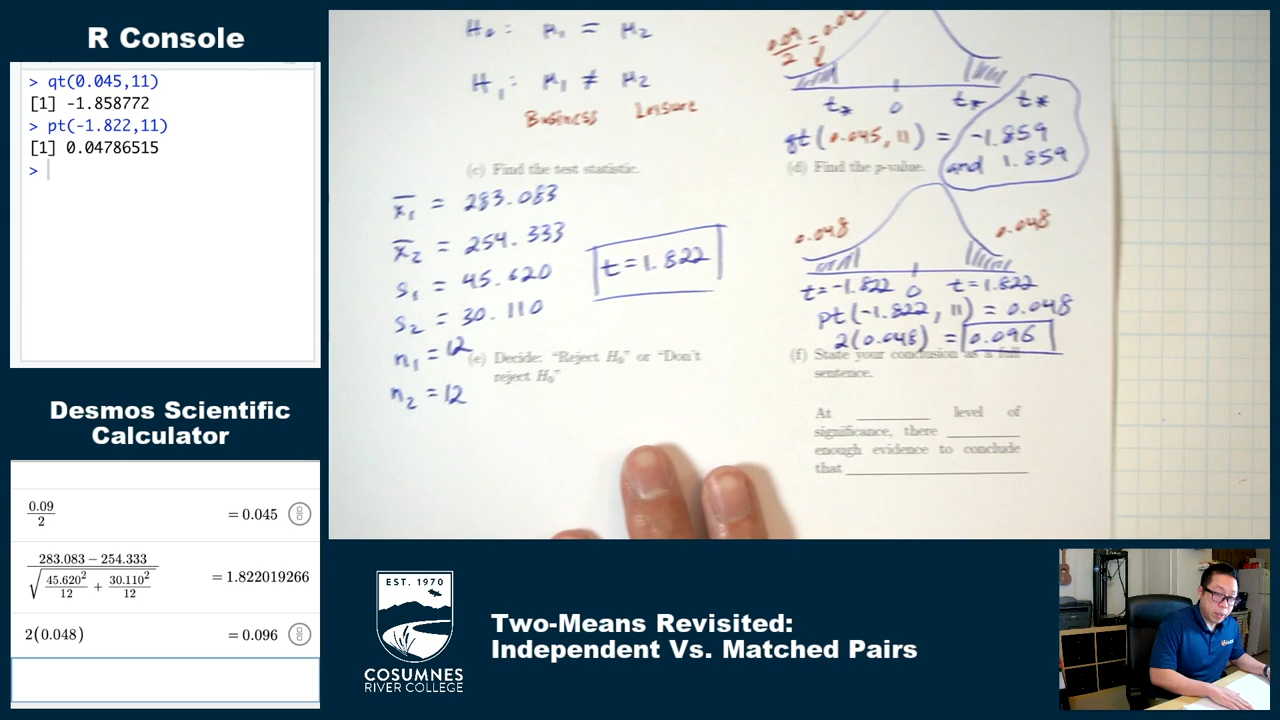 R Console
> qt(0.045,11)
[1] -1.858772
> pt(-1.822,11)
[1] 0.04786515
>
Desmos Scientific
Calculator
0.09
2
= 0.045
283.083 − 254.333
√ 45.620² / 12 + 30.110² / 12
= 1.822019266
2(0.048)
= 0.096
H₀: μ₁ = μ₂
H₁: μ₁ ≠ μ₂
Business Leisure
(c) Find the test statistic.
x̄₁ = 283.083
x̄₂ = 254.333
s₁ = 45.620
s₂ = 30.110
n₁ = 12
n₂ = 12
t = 1.822
(e) Decide: “Reject H₀” or “Don't
reject H₀”
0.09/2 =
t* 0 t* t*
qt(0.045, 11) = -1.859
and 1.859
(d) Find the p-value.
0.048 0.048
t=-1.822 0 t=1.822
pt(-1.822, 11) = 0.048
2(0.048) = 0.096
(f) State your conclusion as a full
sentence.
At level of
significance, there
enough evidence to conclude
that
EST. 1970
COSUMNES
RIVER COLLEGE
Two-Means Revisited:
Independent Vs. Matched Pairs